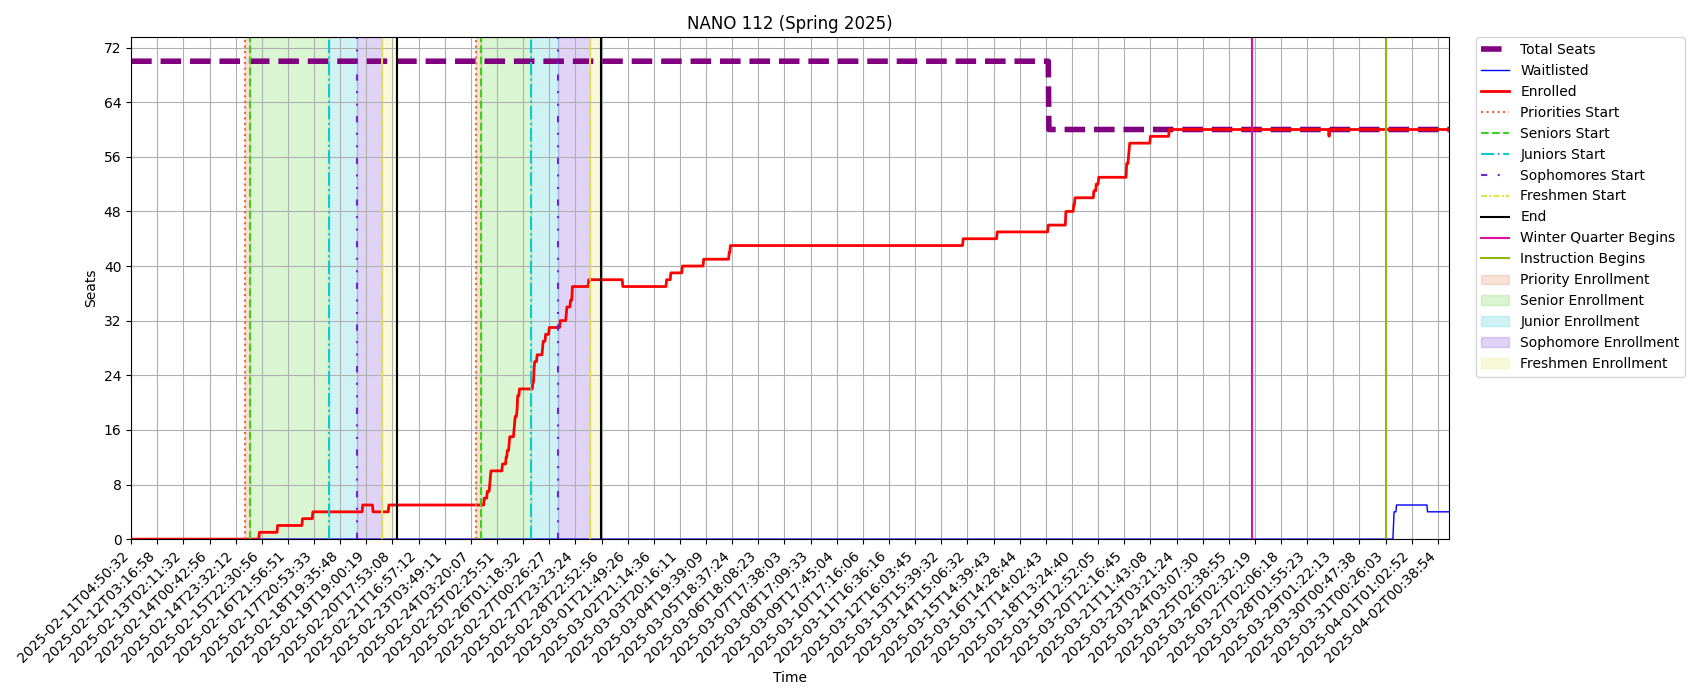 NANO 112 (Spring 2025)
72
64
56
48
40
32
24
16
8
0
Seats
2025-02-11T04:50:32
2025-02-12T03:16:58
2025-02-13T02:11:32
2025-02-14T00:42:56
2025-02-14T23:32:12
2025-02-15T22:30:56
2025-02-16T21:56:51
2025-02-17T20:53:33
2025-02-18T19:35:48
2025-02-19T19:00:19
2025-02-20T17:53:08
2025-02-21T16:57:12
2025-02-24T03:49:11
2025-02-24T03:20:07
2025-02-25T02:25:51
2025-02-26T01:18:32
2025-02-27T00:26:27
2025-02-27T23:23:24
2025-02-28T22:52:56
2025-03-01T21:49:26
2025-03-02T21:14:36
2025-03-03T20:16:11
2025-03-04T19:39:09
2025-03-05T18:37:24
2025-03-06T18:08:23
2025-03-07T17:38:03
2025-03-08T17:09:33
2025-03-09T17:45:04
2025-03-10T17:16:06
2025-03-11T16:36:16
2025-03-12T16:03:45
2025-03-13T15:39:32
2025-03-14T15:06:32
2025-03-15T14:39:43
2025-03-16T14:28:44
2025-03-17T14:02:43
2025-03-18T13:24:40
2025-03-19T12:52:05
2025-03-20T12:16:45
2025-03-21T11:43:08
2025-03-23T03:21:24
2025-03-24T03:07:30
2025-03-25T02:38:55
2025-03-26T02:32:19
2025-03-27T02:06:18
2025-03-28T01:55:23
2025-03-29T01:22:13
2025-03-30T00:47:38
2025-03-31T00:26:03
2025-04-01T01:02:52
2025-04-02T00:38:54
Time
Total Seats
Waitlisted
Enrolled
Priorities Start
Seniors Start
Juniors Start
Sophomores Start
Freshmen Start
End
Winter Quarter Begins
Instruction Begins
Priority Enrollment
Senior Enrollment
Junior Enrollment
Sophomore Enrollment
Freshmen Enrollment